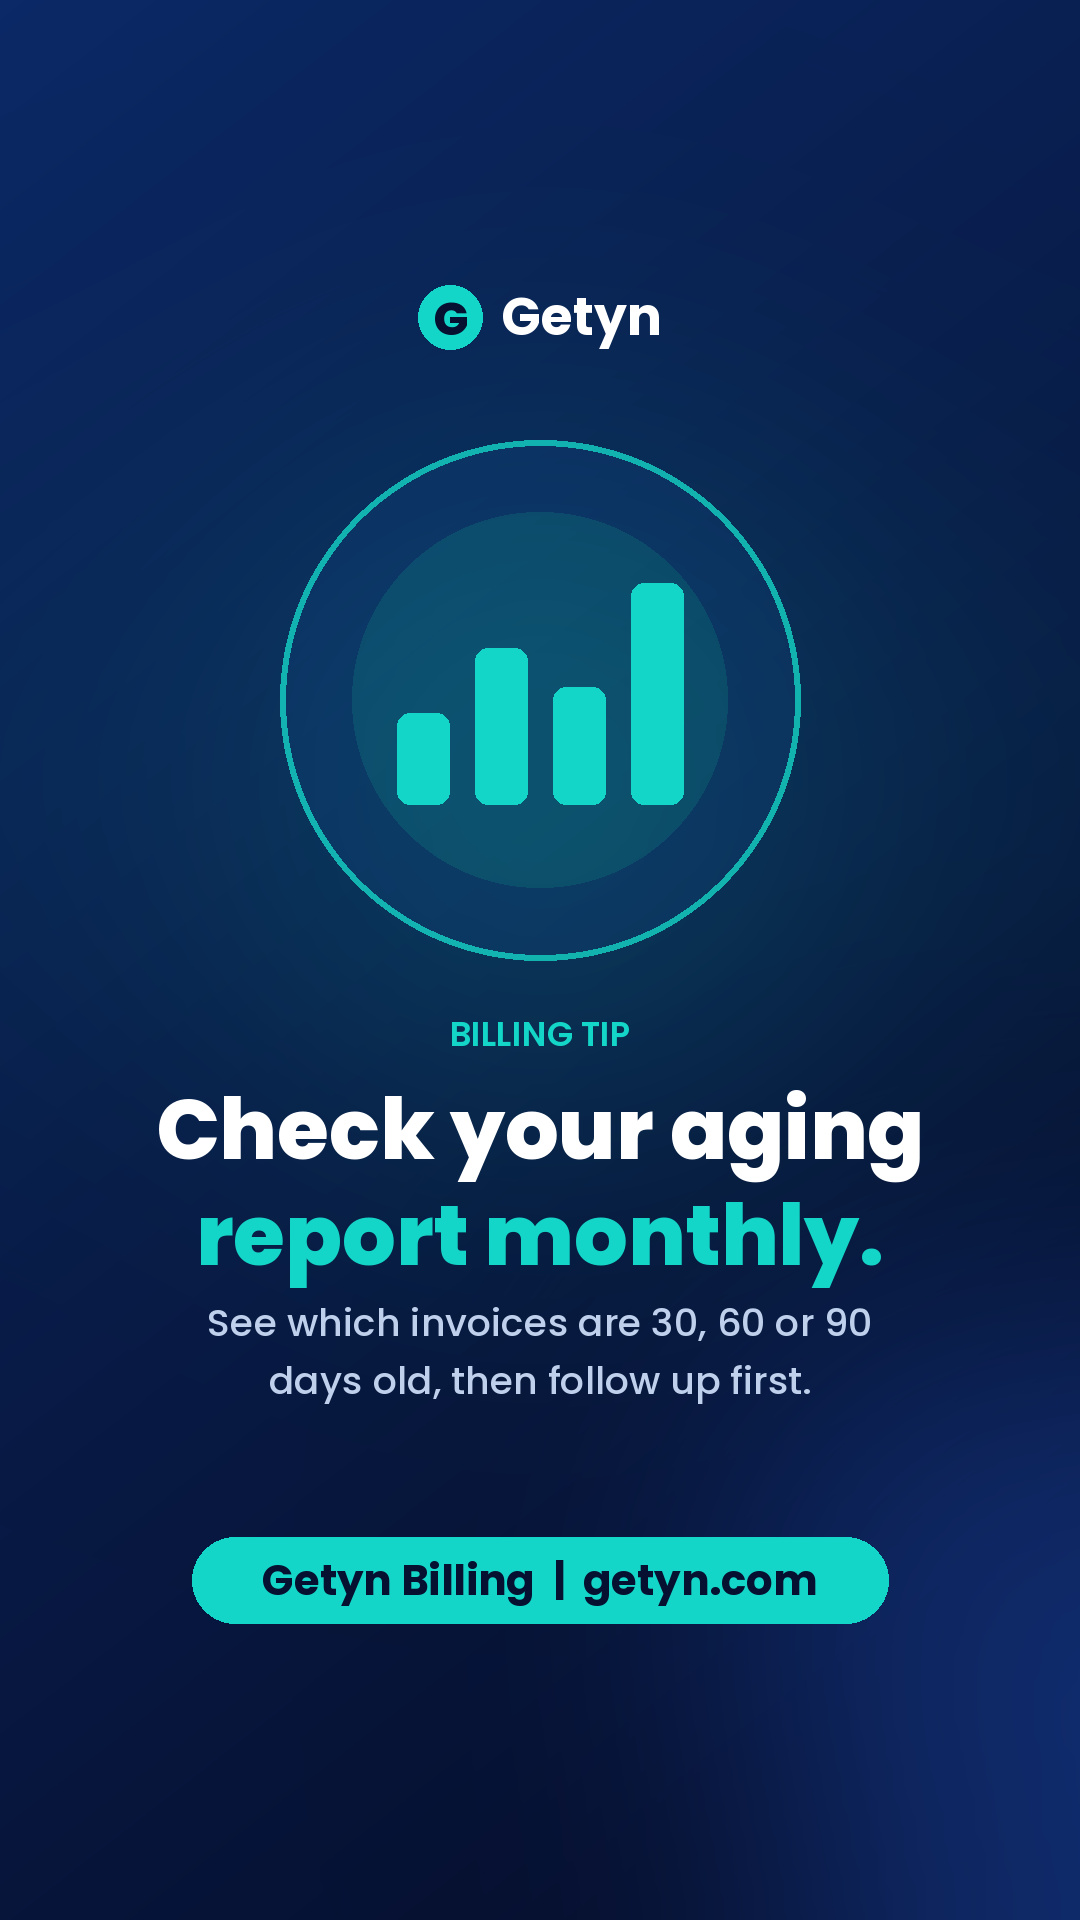 G Getyn
BILLING TIP
Check your aging
report monthly.
See which invoices are 30, 60 or 90
days old, then follow up first.
Getyn Billing | getyn.com